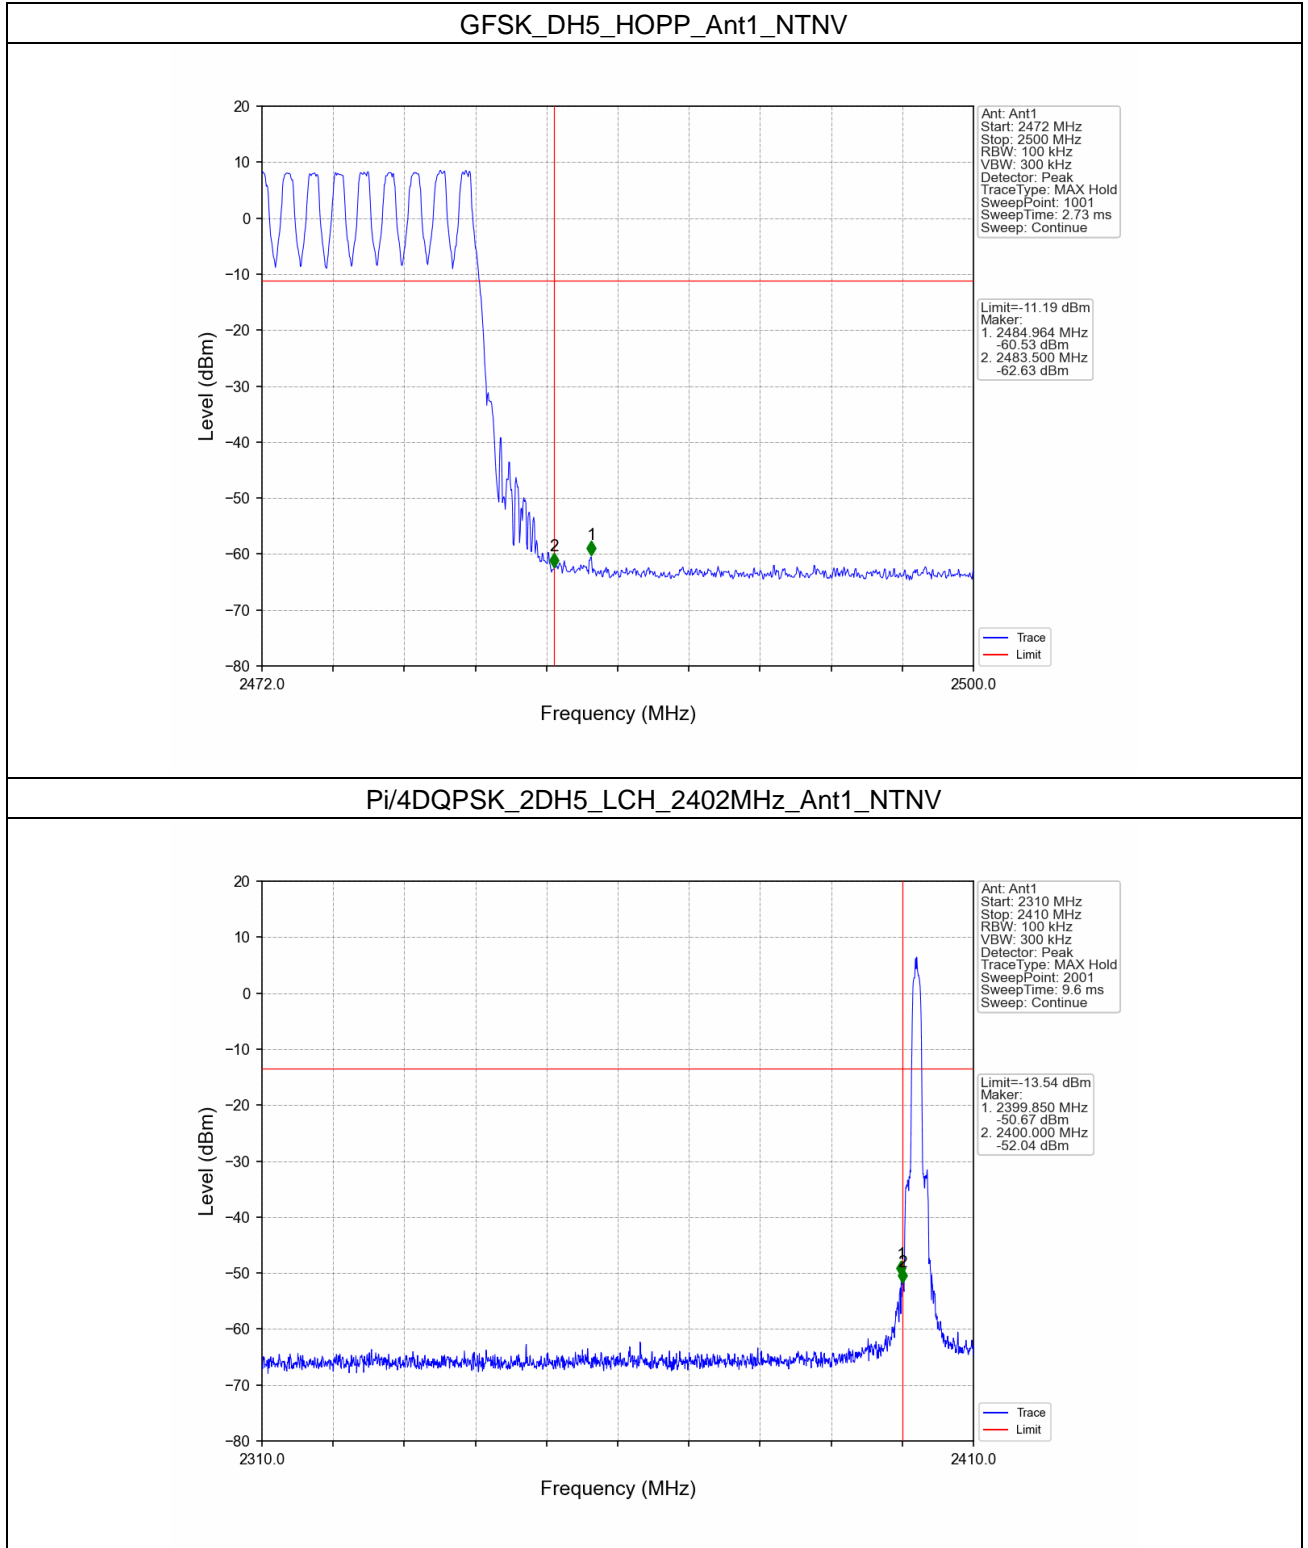 GFSK_DH5_HOPP_Ant1_NTNV
20
10
0
−10
−20
−30
−40
−50
−60
−70
−80
Level (dBm)
2472.0
2500.0
Frequency (MHz)
1
2
Ant: Ant1
Start: 2472 MHz
Stop: 2500 MHz
RBW: 100 kHz
VBW: 300 kHz
Detector: Peak
TraceType: MAX Hold
SweepPoint: 1001
SweepTime: 2.73 ms
Sweep: Continue
Limit=-11.19 dBm
Maker:
1. 2484.964 MHz
-60.53 dBm
2. 2483.500 MHz
-62.63 dBm
Trace
Limit
Pi/4DQPSK_2DH5_LCH_2402MHz_Ant1_NTNV
20
10
0
−10
−20
−30
−40
−50
−60
−70
−80
Level (dBm)
2310.0
2410.0
Frequency (MHz)
1
2
Ant: Ant1
Start: 2310 MHz
Stop: 2410 MHz
RBW: 100 kHz
VBW: 300 kHz
Detector: Peak
TraceType: MAX Hold
SweepPoint: 2001
SweepTime: 9.6 ms
Sweep: Continue
Limit=-13.54 dBm
Maker:
1. 2399.850 MHz
-50.67 dBm
2. 2400.000 MHz
-52.04 dBm
Trace
Limit